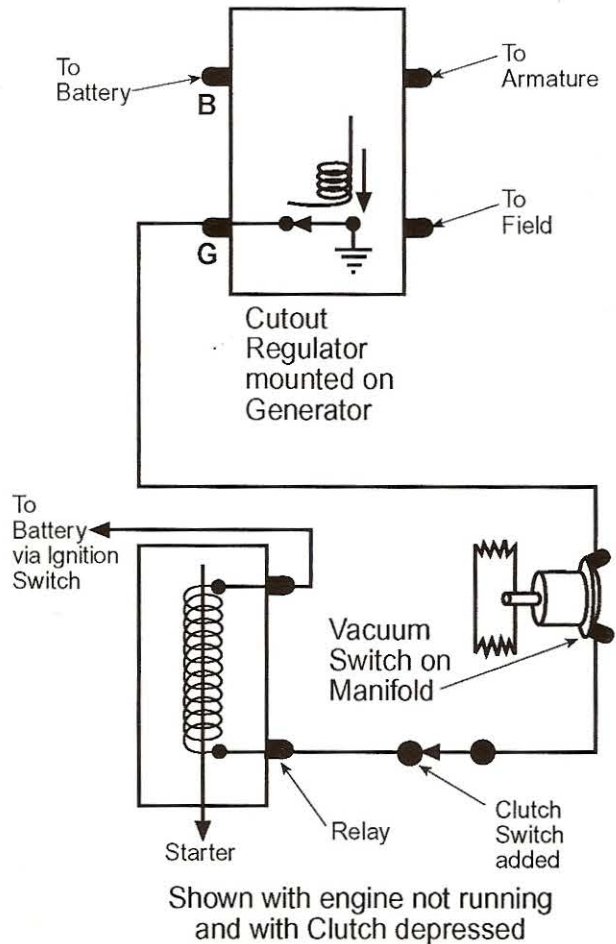 To
Battery
B
To
Armature
G
To
Field
Cutout
Regulator
mounted on
Generator
To
Battery
via Ignition
Switch
Vacuum
Switch on
Manifold
Relay
Clutch
Switch
added
Starter
Shown with engine not running
and with Clutch depressed